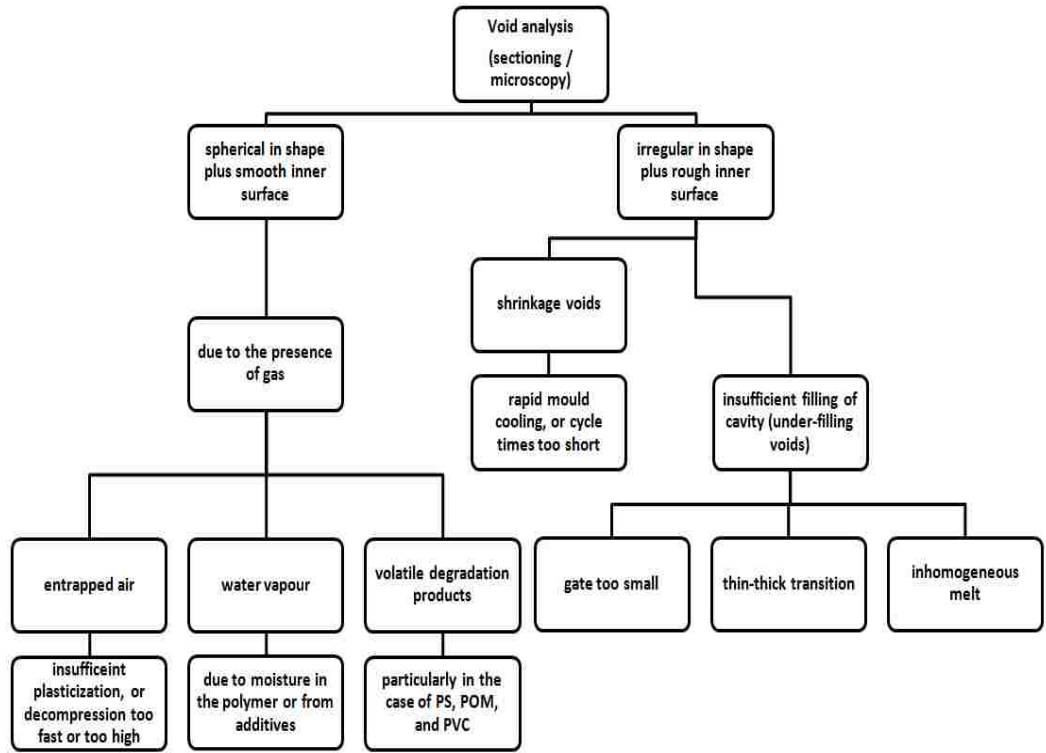 Void analysis
(sectioning /
microscopy)
spherical in shape
plus smooth inner
surface
irregular in shape
plus rough inner
surface
shrinkage voids
due to the presence
of gas
rapid mould
cooling, or cycle
times too short
insufficient filling of
cavity (under-filling
voids)
entrapped air
water vapour
volatile degradation
products
gate too small
thin-thick transition
inhomogeneous
melt
insufficeint
plasticization, or
decompression too
fast or too high
due to moisture in
the polymer or from
additives
particularly in the
case of PS, POM,
and PVC